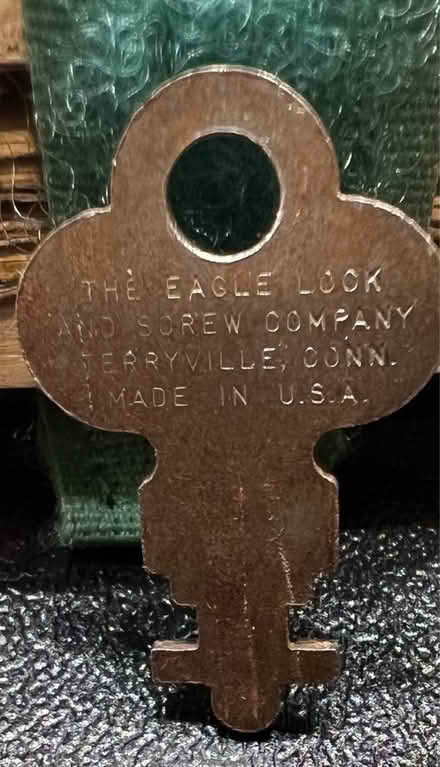 THE EAGLE LOCK
AND SCREW COMPANY
TERRYVILLE, CONN.
MADE IN U.S.A.